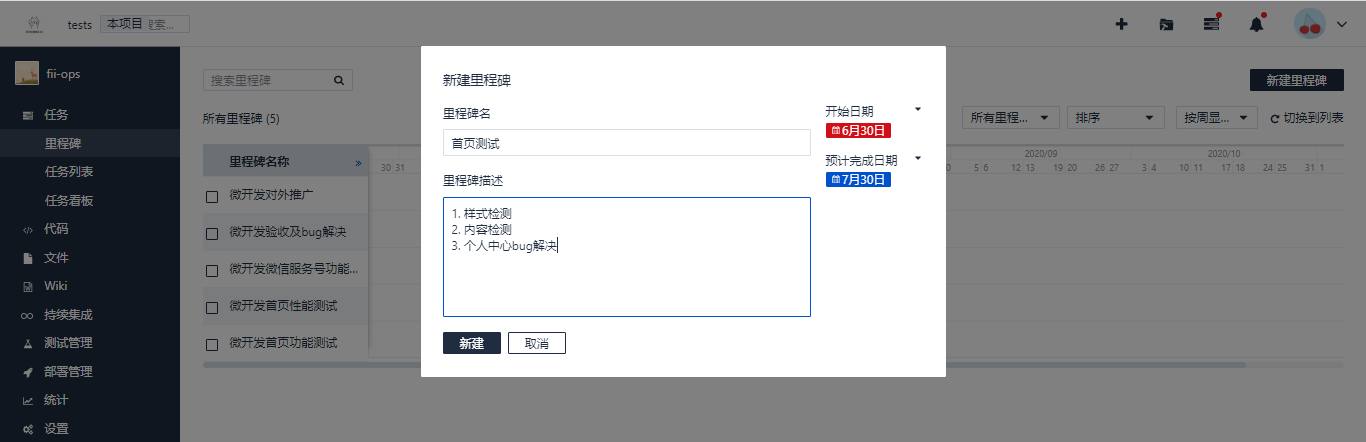 tests 本项目 搜索...
fii-ops
任务
里程碑
任务列表
任务看板
代码
文件
Wiki
持续集成
测试管理
部署管理
统计
设置
搜索里程碑
新建里程碑
所有里程碑 (5)
所有里程... 排序 按周显... 切换到列表
里程碑名称 »
30 31
2020/09 2020/10
5 6 12 13 19 20 26 27 3 4 10 11 17 18 24 25 31 1
微开发对外推广
微开发验收及bug解决
微开发微信服务号功能...
微开发首页性能测试
微开发首页功能测试
新建里程碑
里程碑名
首页测试
里程碑描述
1. 样式检测
2. 内容检测
3. 个人中心bug解决
开始日期
6月30日
预计完成日期
7月30日
新建 取消